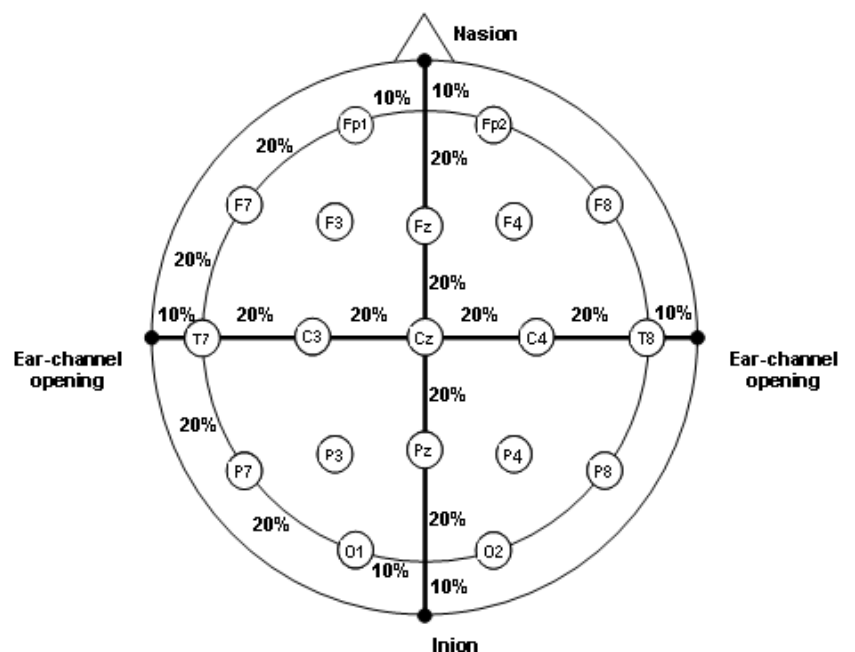 Nasion
10% 10%
Fp1 Fp2
20% 20%
F7 F3 Fz F4 F8
20% 20%
10% 20% 20% 20% 20% 10%
T7 C3 Cz C4 T8
Ear-channel
opening
Ear-channel
opening
20% 20%
P7 P3 Pz P4 P8
20% 20%
O1 O2
10% 10%
Inion